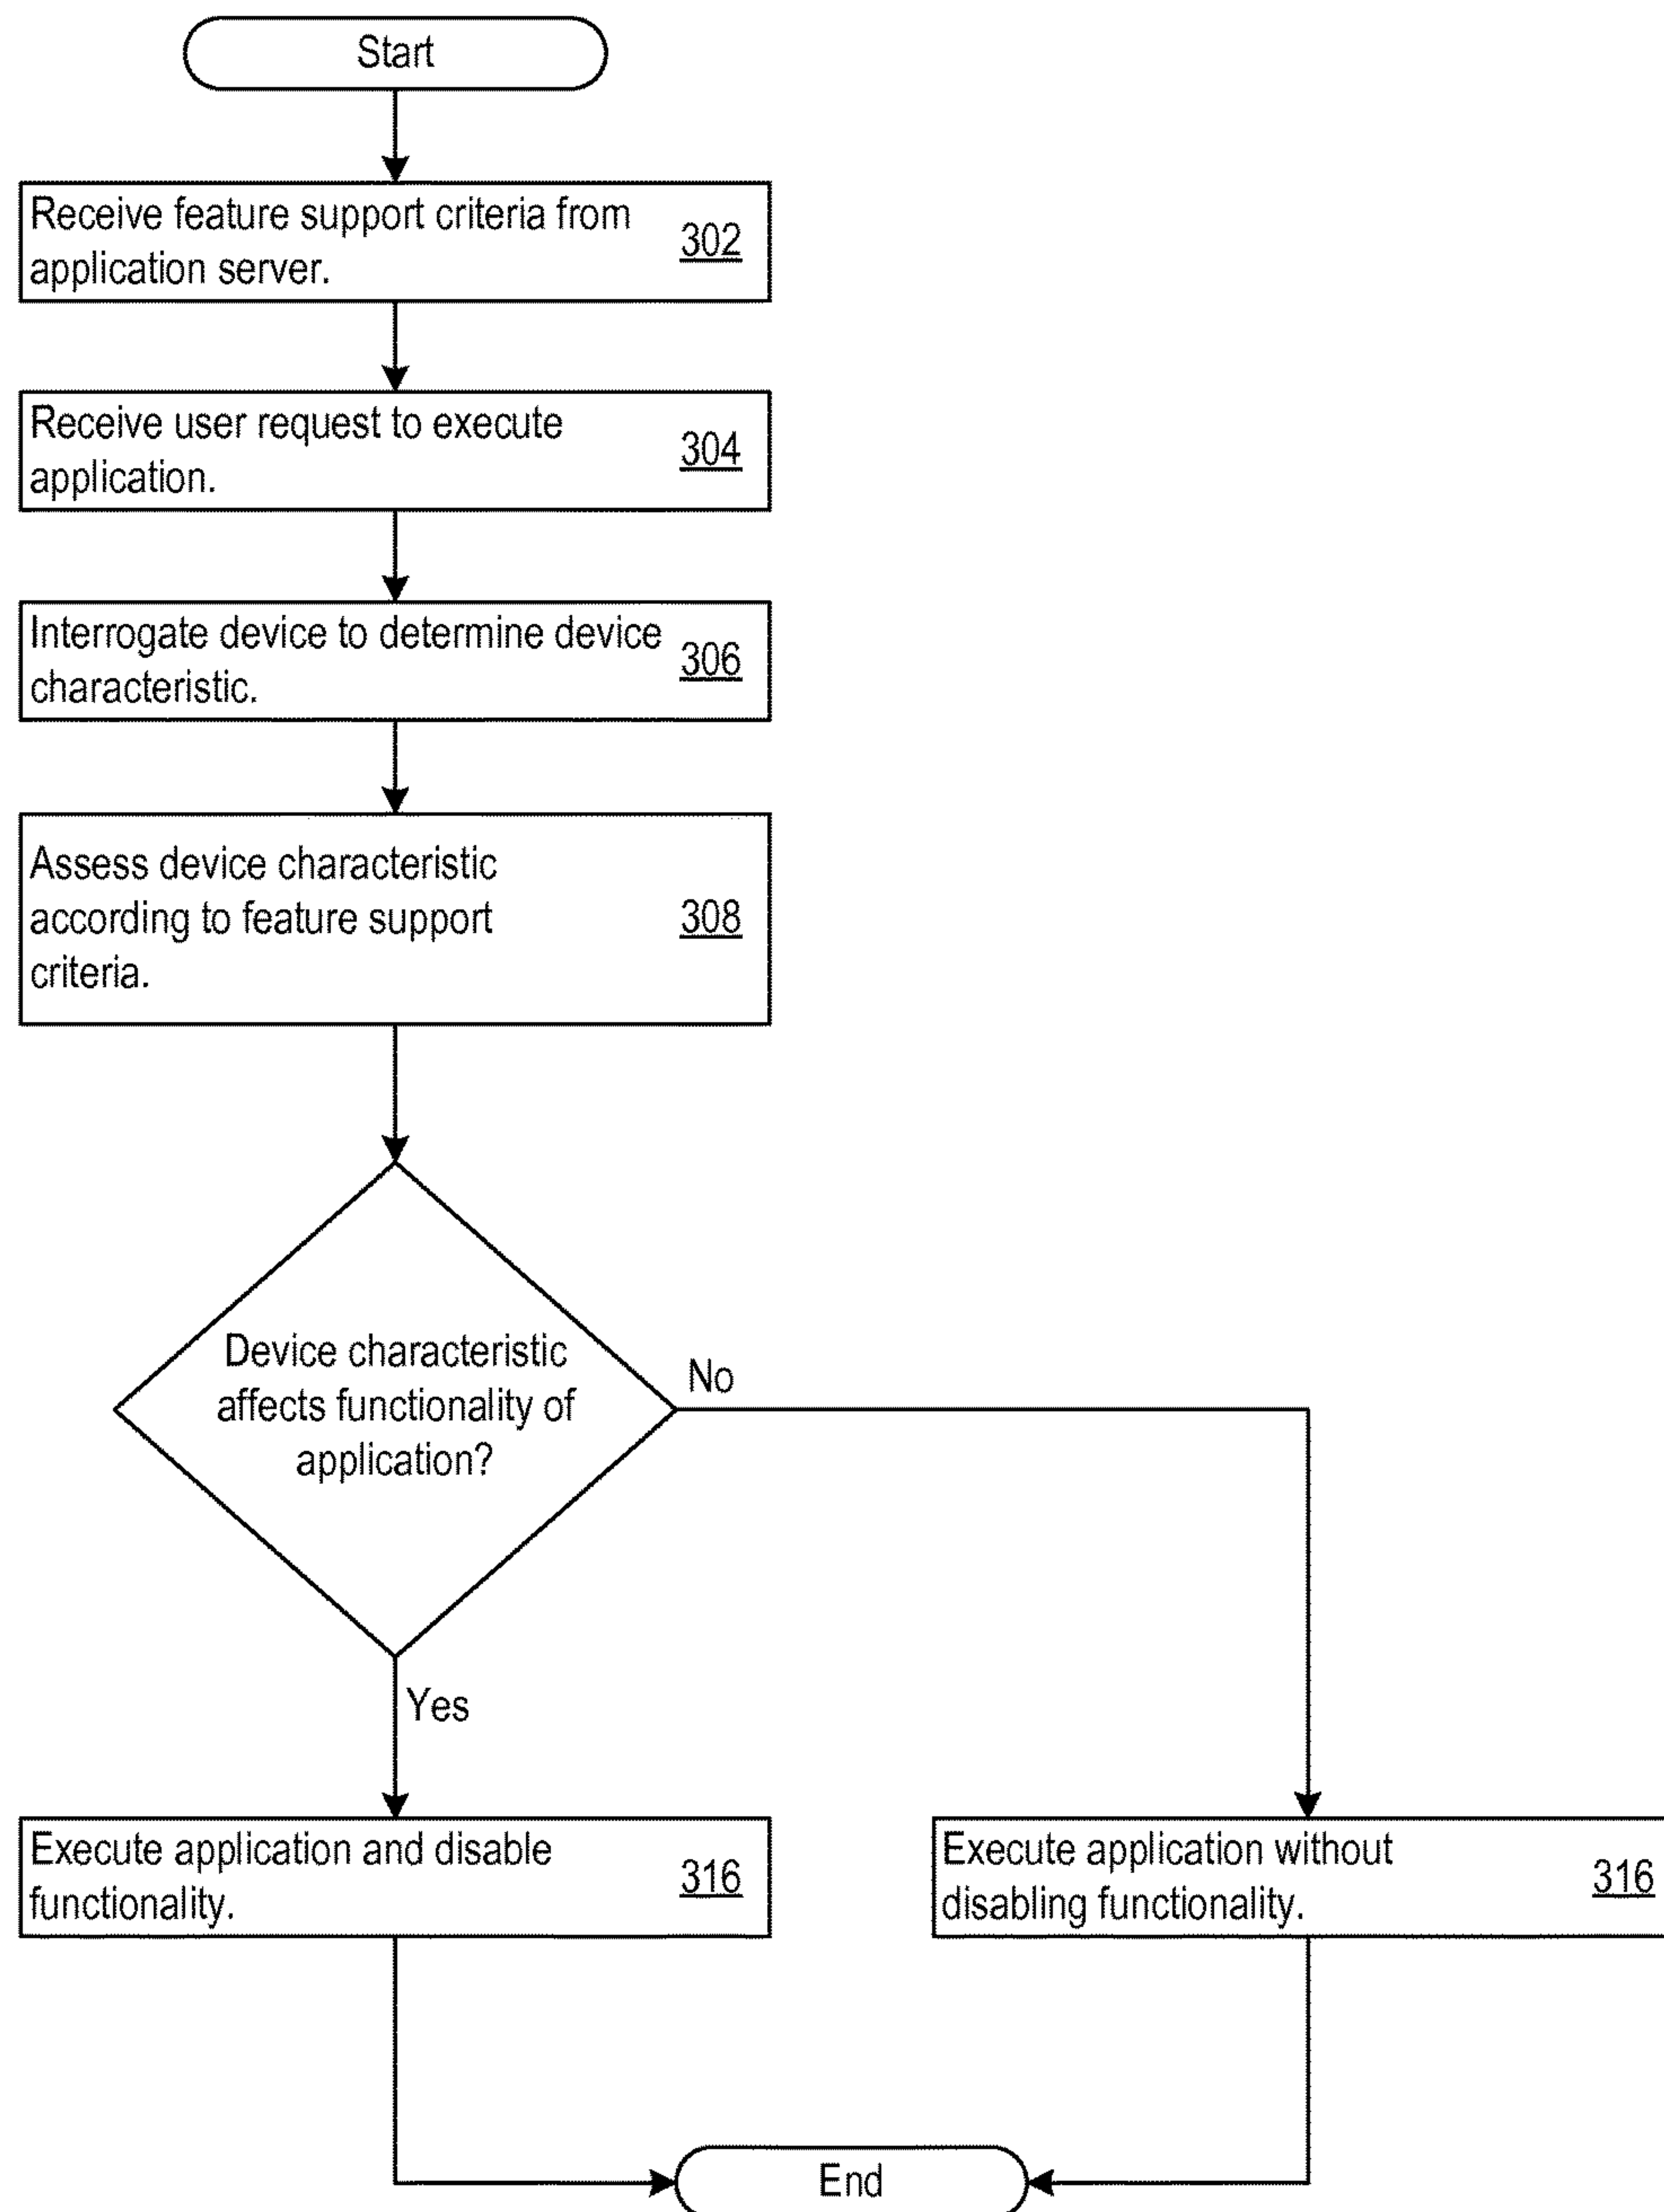 Start
Receive feature support criteria from
application server.
302
Receive user request to execute
application.
304
Interrogate device to determine device
characteristic.
306
Assess device characteristic
according to feature support
criteria.
308
Device characteristic
affects functionality of
application?
No
Yes
Execute application and disable
functionality.
316
Execute application without
disabling functionality.
316
End